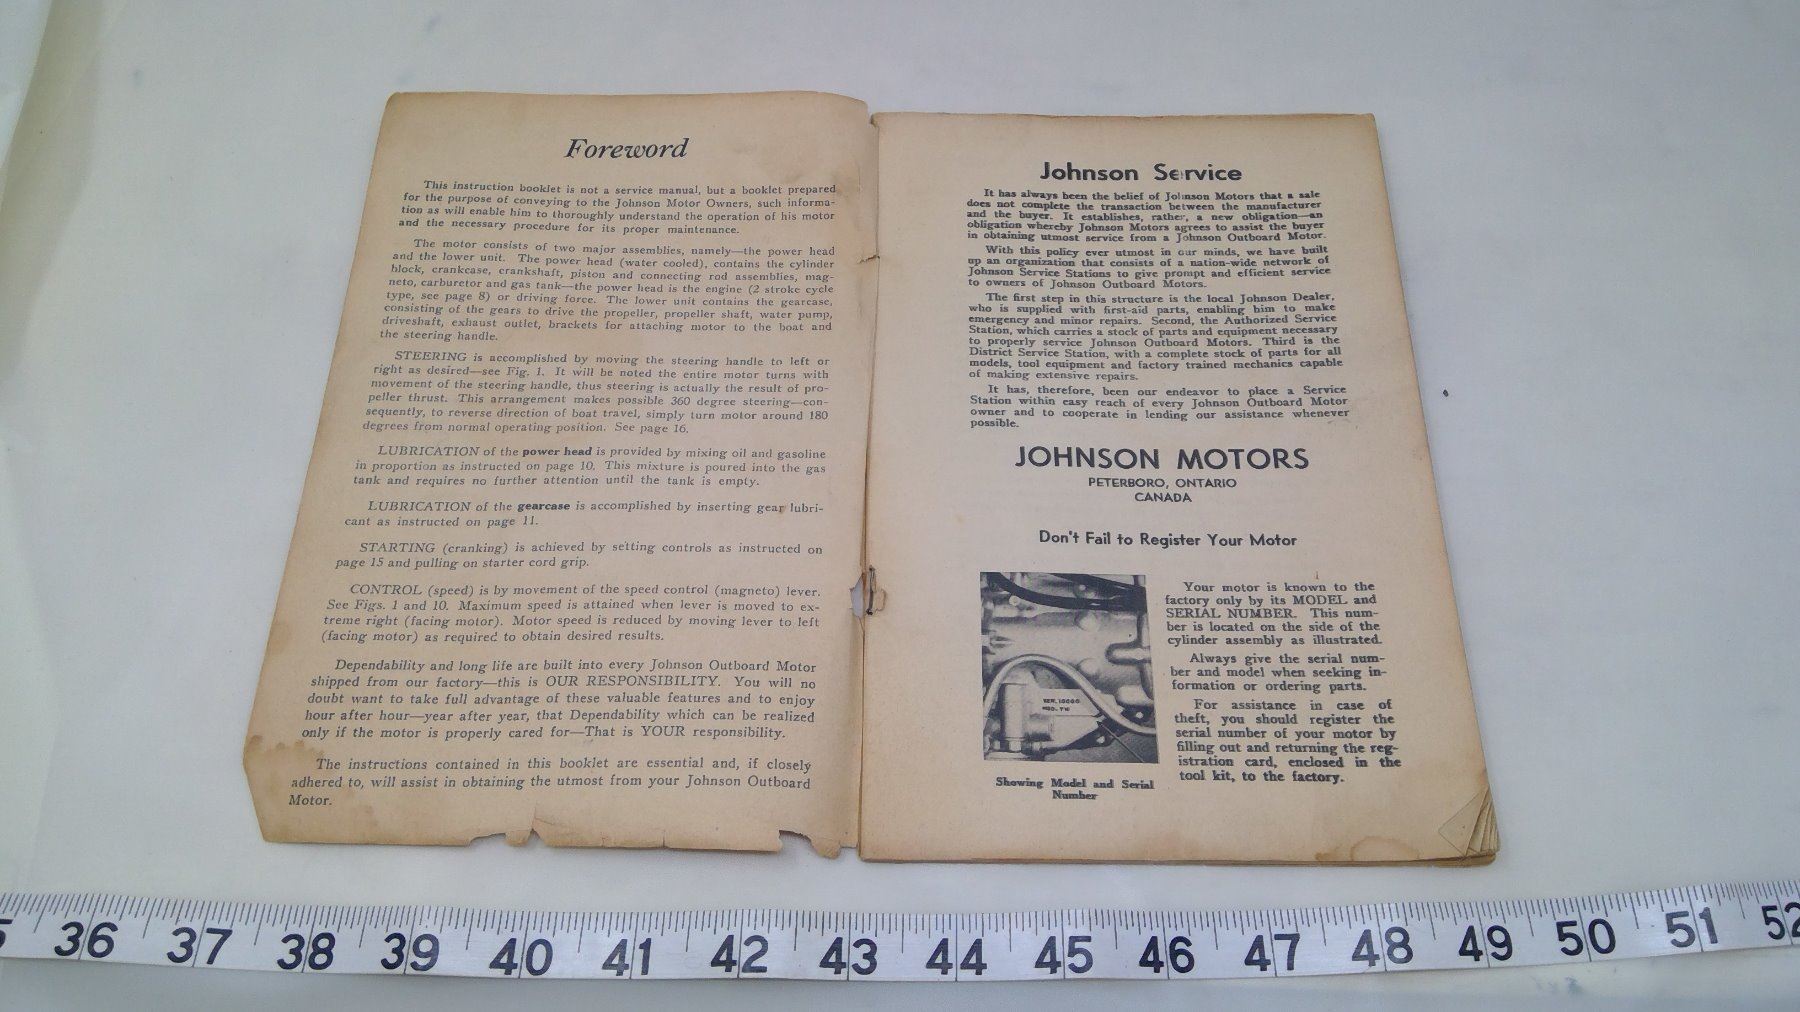 Foreword
This instruction booklet is not a service manual, but a booklet prepared
for the purpose of conveying to the Johnson Motor Owners, such informa-
tion as will enable him to thoroughly understand the operation of his motor
and the necessary procedure for its proper maintenance.
The motor consists of two major assemblies, namely—the power head
and the lower unit. The power head (water cooled), contains the cylinder
block, crankcase, crankshaft, piston and connecting rod assemblies, mag-
neto, carburetor and gas tank—the power head is the engine (2 stroke cycle
type, see page 8) or driving force. The lower unit contains the gearcase,
consisting of the gears to drive the propeller, propeller shaft, water pump,
driveshaft, exhaust outlet, brackets for attaching motor to the boat and
the steering handle.
STEERING is accomplished by moving the steering handle to left or
right as desired—see Fig. 1. It will be noted the entire motor turns with
movement of the steering handle, thus steering is actually the result of pro-
peller thrust. This arrangement makes possible 360 degree steering—con-
sequently, to reverse direction of boat travel, simply turn motor around 180
degrees from normal operating position. See page 16.
LUBRICATION of the power head is provided by mixing oil and gasoline
in proportion as instructed on page 10. This mixture is poured into the gas
tank and requires no further attention until the tank is empty.
LUBRICATION of the gearcase is accomplished by inserting gear lubri-
cant as instructed on page 11.
STARTING (cranking) is achieved by setting controls as instructed on
page 15 and pulling on starter cord grip.
CONTROL (speed) is by movement of the speed control (magneto) lever.
See Figs. 1 and 10. Maximum speed is attained when lever is moved to ex-
treme right (facing motor). Motor speed is reduced by moving lever to left
(facing motor) as required to obtain desired results.
Dependability and long life are built into every Johnson Outboard Motor
shipped from our factory—this is OUR RESPONSIBILITY. You will no
doubt want to take full advantage of these valuable features and to enjoy
hour after hour—year after year, that Dependability which can be realized
only if the motor is properly cared for—That is YOUR responsibility.
The instructions contained in this booklet are essential and, if closely
adhered to, will assist in obtaining the utmost from your Johnson Outboard
Motor.
Johnson Service
It has always been the belief of Johnson Motors that a sale
does not complete the transaction between the manufacturer
and the buyer. It establishes, rather, a new obligation—an
obligation whereby Johnson Motors agrees to assist the buyer
in obtaining utmost service from a Johnson Outboard Motor.
With this policy ever utmost in our minds, we have built
up an organization that consists of a nation-wide network of
Johnson Service Stations to give prompt and efficient service
to owners of Johnson Outboard Motors.
The first step in this structure is the local Johnson Dealer,
who is supplied with first-aid parts, enabling him to make
emergency and minor repairs. Second, the Authorized Service
Station, which carries a stock of parts and equipment necessary
to properly service Johnson Outboard Motors. Third is the
District Service Station, with a complete stock of parts for all
models, tool equipment and factory trained mechanics capable
of making extensive repairs.
It has, therefore, been our endeavor to place a Service
Station within easy reach of every Johnson Outboard Motor
owner and to cooperate in lending our assistance whenever
possible.
JOHNSON MOTORS
PETERBORO, ONTARIO
CANADA
Don't Fail to Register Your Motor
Your motor is known to the
factory only by its MODEL and
SERIAL NUMBER. This num-
ber is located on the side of the
cylinder assembly as illustrated.
Always give the serial num-
ber and model when seeking in-
formation or ordering parts.
For assistance in case of
theft, you should register the
serial number of your motor by
filling out and returning the reg-
istration card, enclosed in the
tool kit, to the factory.
Showing Model and Serial
Number
36 37 38 39 40 41 42 43 44 45 46 47 48 49 50 51 52